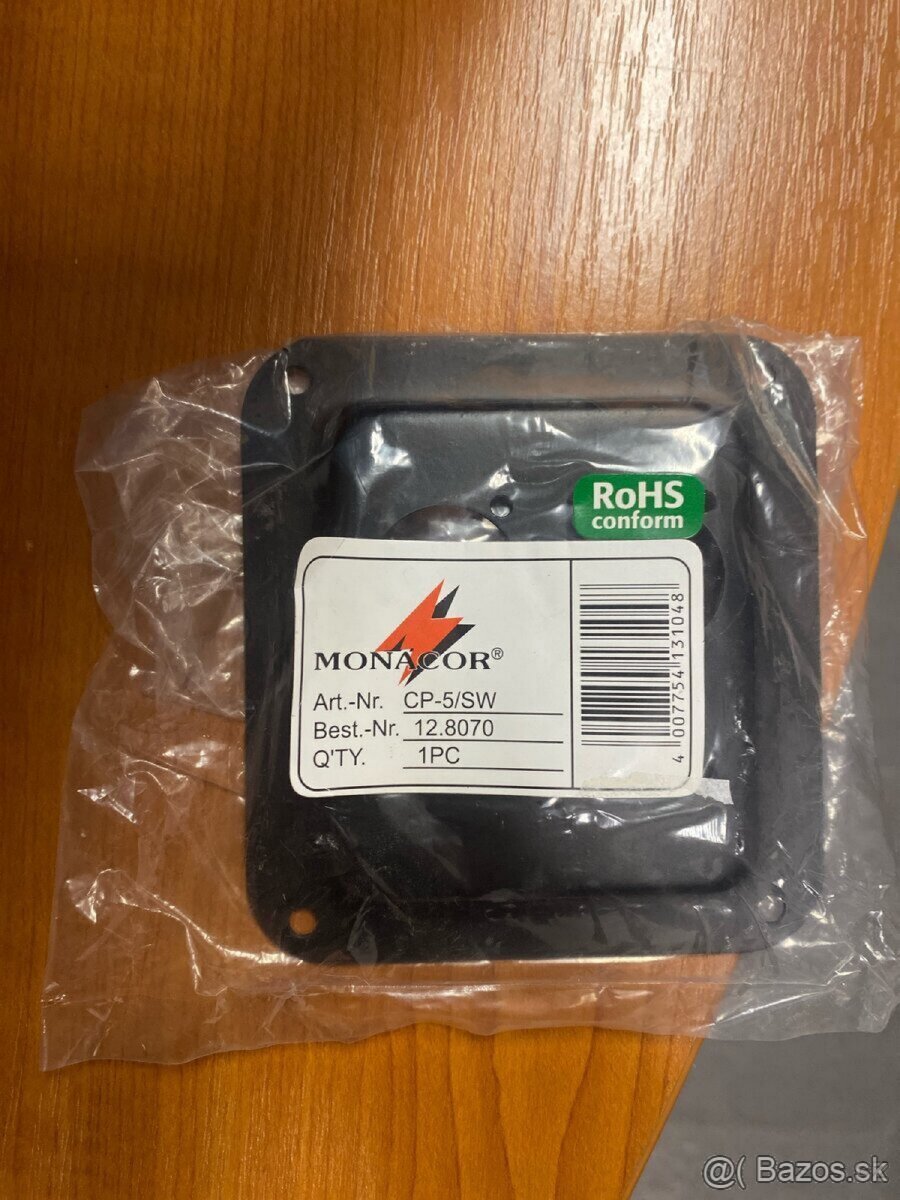 RoHS
conform
MONACOR®
Art.-Nr. CP-5/SW
Best.-Nr. 12.8070
Q'TY. 1PC
4 007754 131048
@( Bazos.sk